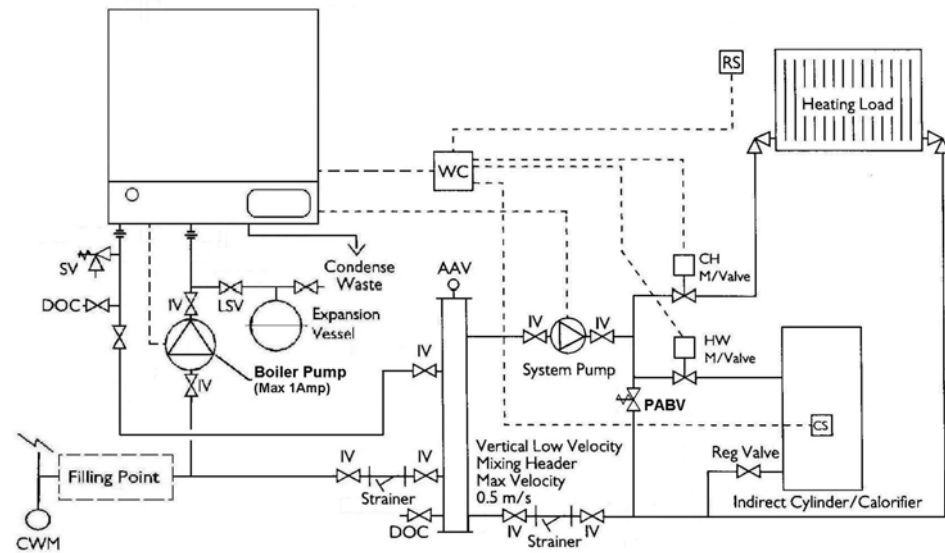 RS
Heating Load
WC
SV
DOC
IV
LSV
Condense
Waste
Expansion
Vessel
AAV
CH
M/Valve
IV
IV
System Pump
HW
M/Valve
Boiler Pump
(Max 1Amp)
IV
IV
PABV
CS
Vertical Low Velocity
Mixing Header
Max Velocity
0.5 m/s
Reg Valve
Filling Point
IV
IV
Strainer
Indirect Cylinder/Calorifier
DOC
IV
IV
Strainer
CWM